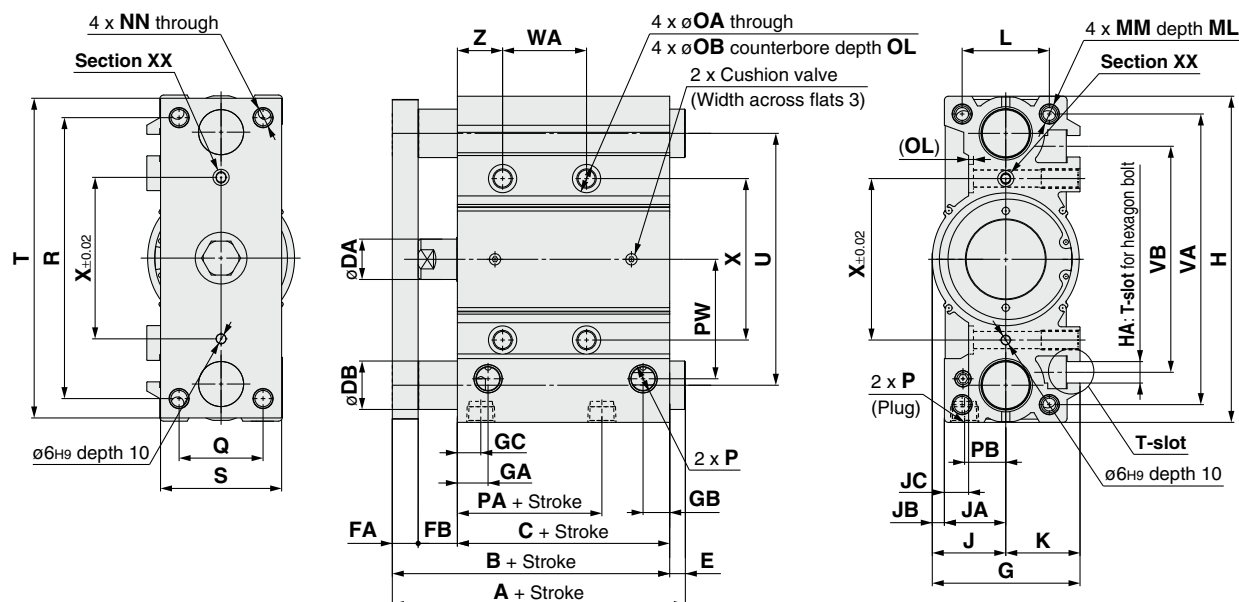 4 x NN through
Section XX
T
R
X±0.02
ø6H9 depth 10
Q
S
Z
WA
4 x øOA through
4 x øOB counterbore depth OL
2 x Cushion valve
(Width across flats 3)
øDA
øDB
PW
X
U
GC
GA
PA + Stroke
2 x P
GB
FA
FB
C + Stroke
B + Stroke
E
A + Stroke
L
4 x MM depth ML
Section XX
(OL)
X±0.02
HA: T-slot for hexagon bolt
VB
VA
H
2 x P
(Plug)
PB
T-slot
ø6H9 depth 10
JC
JB
JA
J
K
G